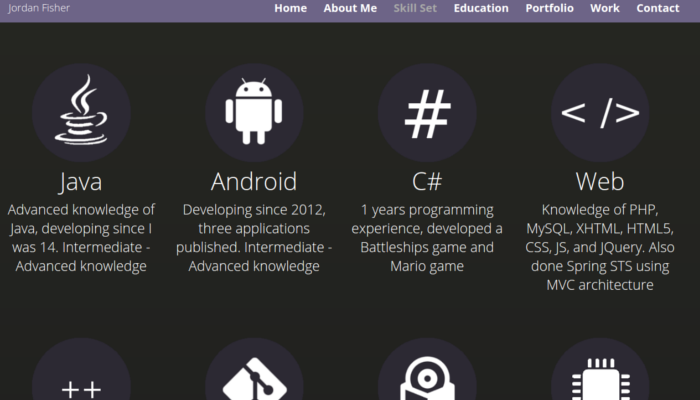 Jordan Fisher
Home About Me Skill Set Education Portfolio Work Contact
#
< />
Java
Android
C#
Web
Advanced knowledge of
Java, developing since I
was 14. Intermediate -
Advanced knowledge
Developing since 2012,
three applications
published. Intermediate -
Advanced knowledge
1 years programming
experience, developed a
Battleships game and
Mario game
Knowledge of PHP,
MySQL, XHTML, HTML5,
CSS, JS, and JQuery. Also
done Spring STS using
MVC architecture
++